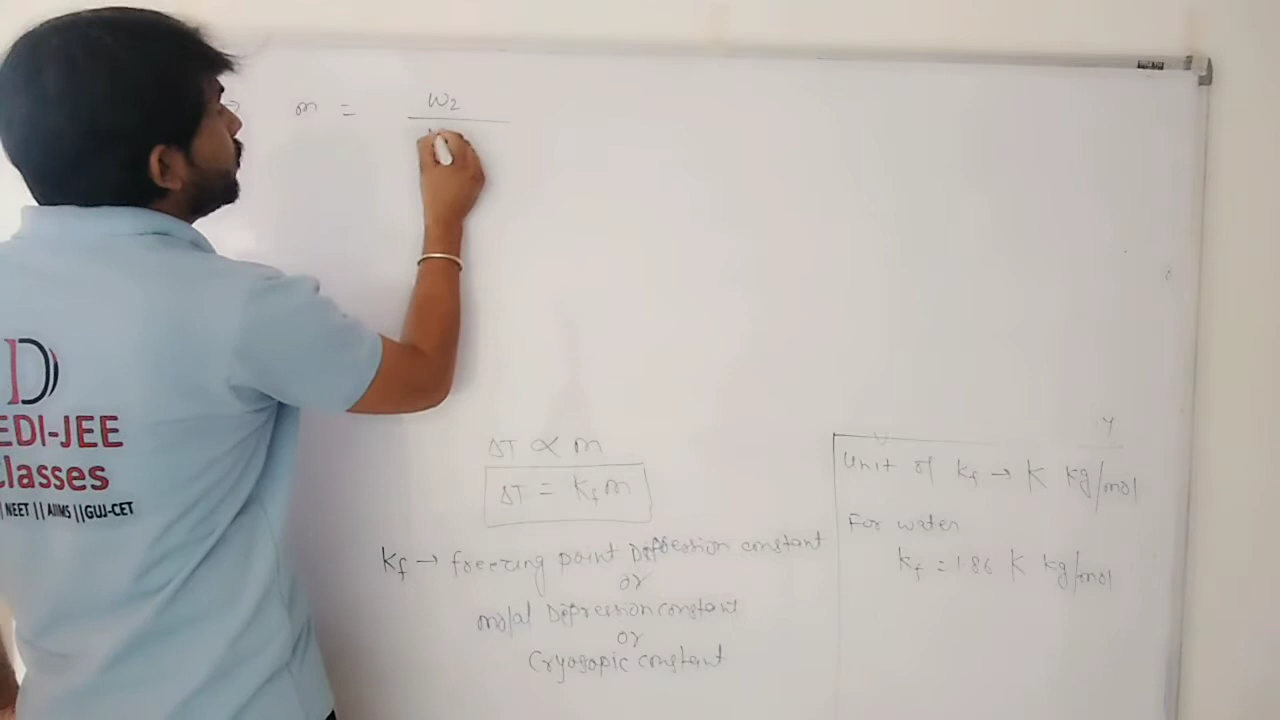 m = W2
ΔT ∝ m
ΔT = Kf m
Kf → freezing point Depression constant
or
molal Depression constant
or
Cryosopic constant
Unit of Kf → K kg/mol
For water
Kf = 1.86 K kg/mol
EDI-JEE
Classes
NEET || AIIMS || GUJ-CET